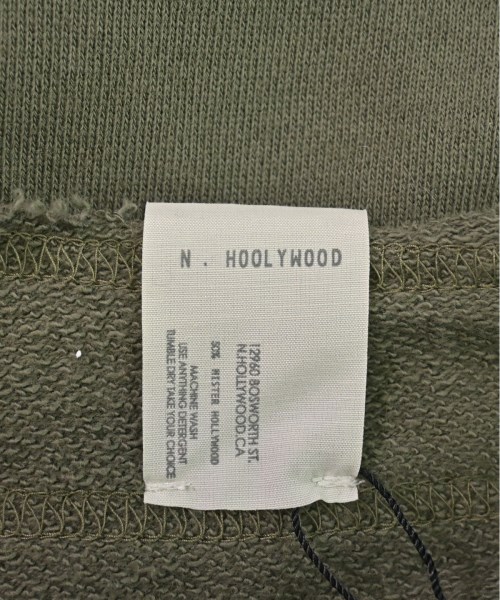 N . HOOLYWOOD
12960 BOSWORTH ST.
N.HOLLYWOOD.CA
50% MISTER HOLLYWOOD
MACHINE WASH
USE ANYTHING DETERGENT
TUMBLE DRY TAKE YOUR CHOICE